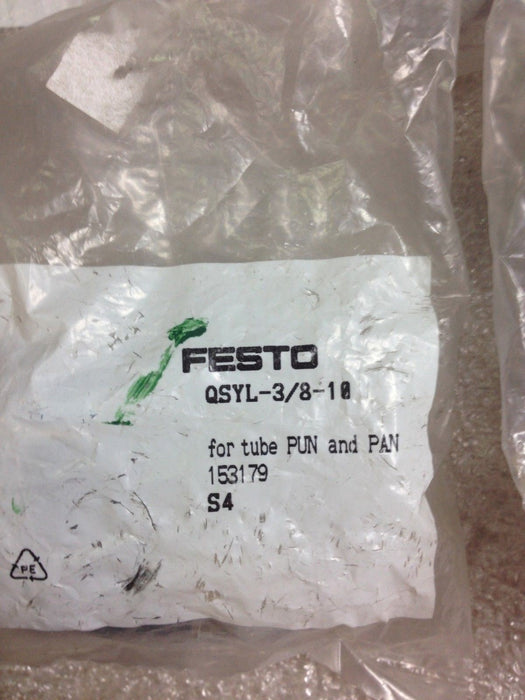 FESTO
QSYL-3/8-10
for tube PUN and PAN
153179
S4
PE